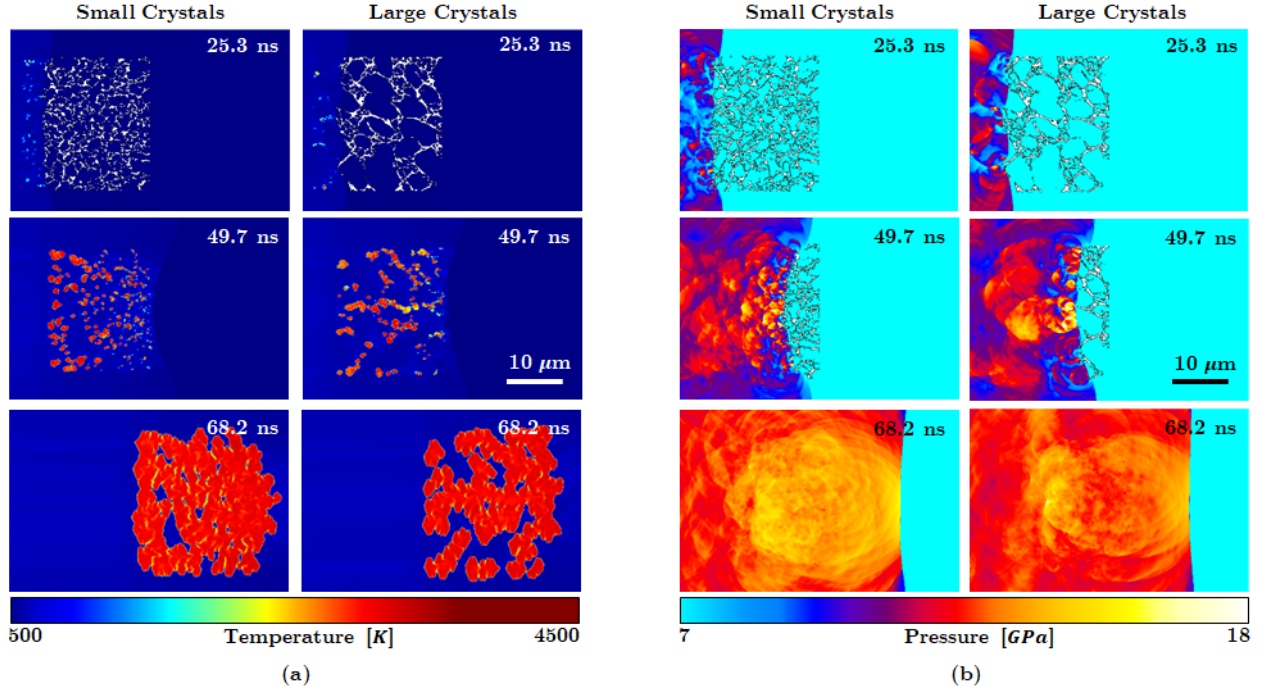 Small Crystals Large Crystals Small Crystals Large Crystals
25.3 ns 25.3 ns 25.3 ns 25.3 ns
49.7 ns 49.7 ns 49.7 ns 49.7 ns
10 μm 10 μm
68.2 ns 68.2 ns 68.2 ns 68.2 ns
500 Temperature [K] 4500 7 Pressure [GPa] 18
(a) (b)